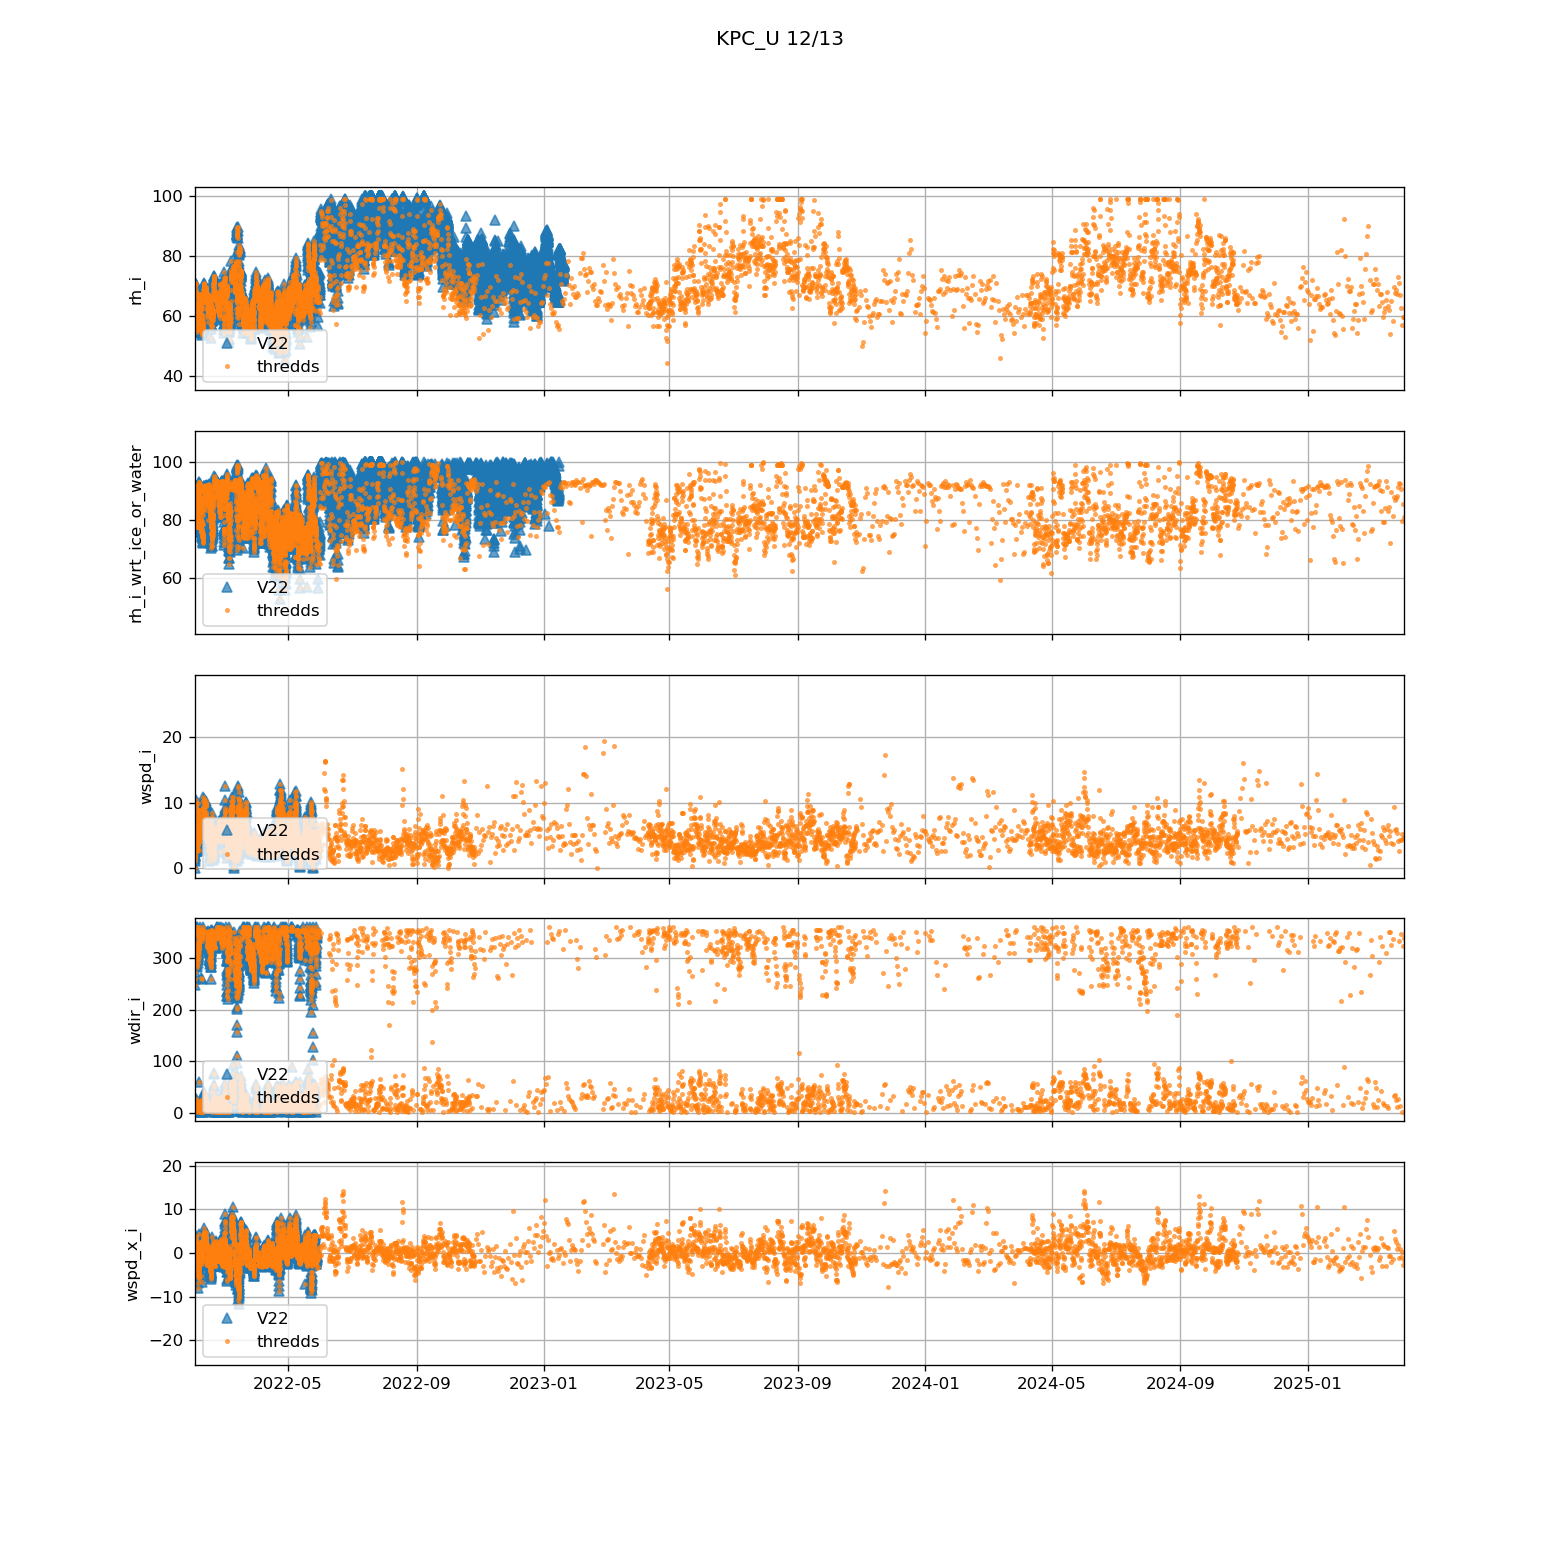 KPC_U 12/13
100
80
60
40
rh_i
V22
thredds
100
80
60
rh_i_wrt_ice_or_water
V22
thredds
20
10
0
wspd_i
V22
thredds
300
200
100
0
wdir_i
V22
thredds
20
10
0
−10
−20
wspd_x_i
V22
thredds
2022-05 2022-09 2023-01 2023-05 2023-09 2024-01 2024-05 2024-09 2025-01